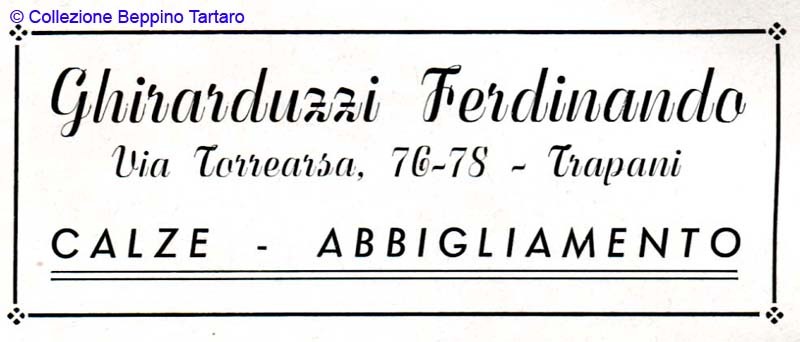 © Collezione Beppino Tartaro
Ghirarduzzi Ferdinando
Via Torrearsa, 76-78 - Trapani
CALZE - ABBIGLIAMENTO